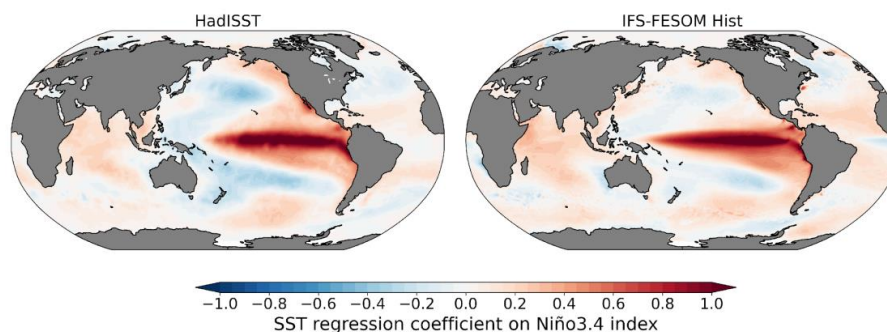 HadISST
IFS-FESOM Hist
−1.0 −0.8 −0.6 −0.4 −0.2 0.0 0.2 0.4 0.6 0.8 1.0
SST regression coefficient on Niño3.4 index